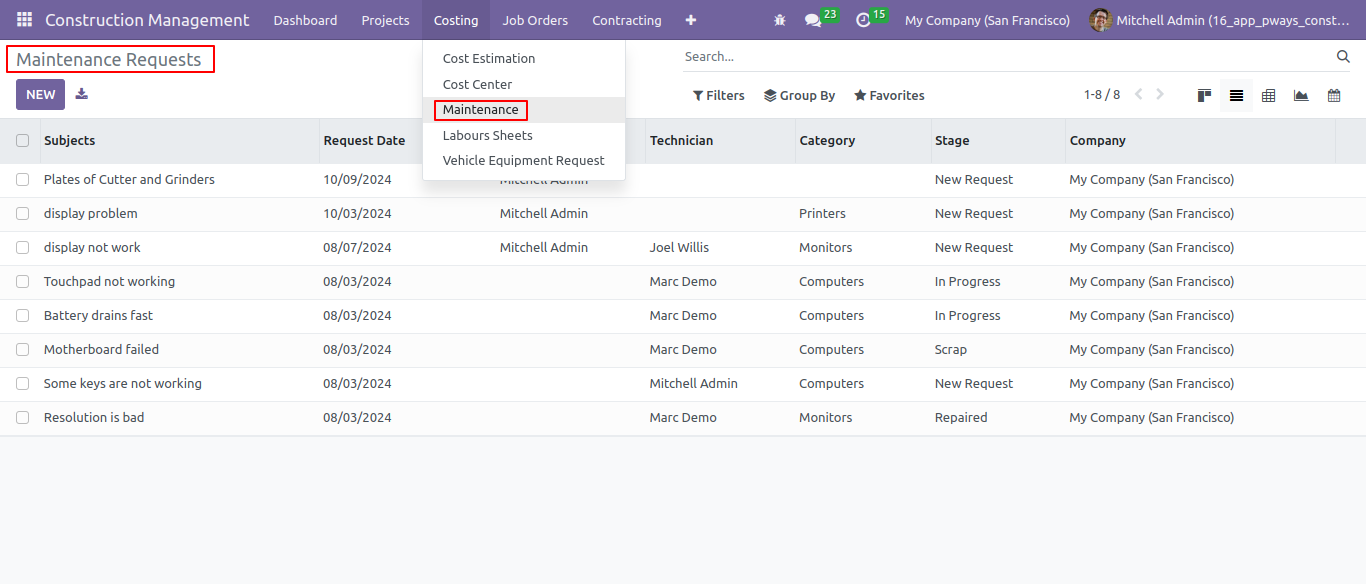 Construction Management Dashboard Projects Costing Job Orders Contracting 23 15 My Company (San Francisco) Mitchell Admin (16_app_pways_const...
Maintenance Requests
Search...
NEW
Filters Group By Favorites 1-8 / 8
Cost Estimation
Cost Center
Maintenance
Labours Sheets
Vehicle Equipment Request
Subjects Request Date Technician Category Stage Company
Plates of Cutter and Grinders 10/09/2024 Mitchell Admin New Request My Company (San Francisco)
display problem 10/03/2024 Mitchell Admin Printers New Request My Company (San Francisco)
display not work 08/07/2024 Mitchell Admin Joel Willis Monitors New Request My Company (San Francisco)
Touchpad not working 08/03/2024 Marc Demo Computers In Progress My Company (San Francisco)
Battery drains fast 08/03/2024 Marc Demo Computers In Progress My Company (San Francisco)
Motherboard failed 08/03/2024 Marc Demo Computers Scrap My Company (San Francisco)
Some keys are not working 08/03/2024 Mitchell Admin Computers New Request My Company (San Francisco)
Resolution is bad 08/03/2024 Marc Demo Monitors Repaired My Company (San Francisco)